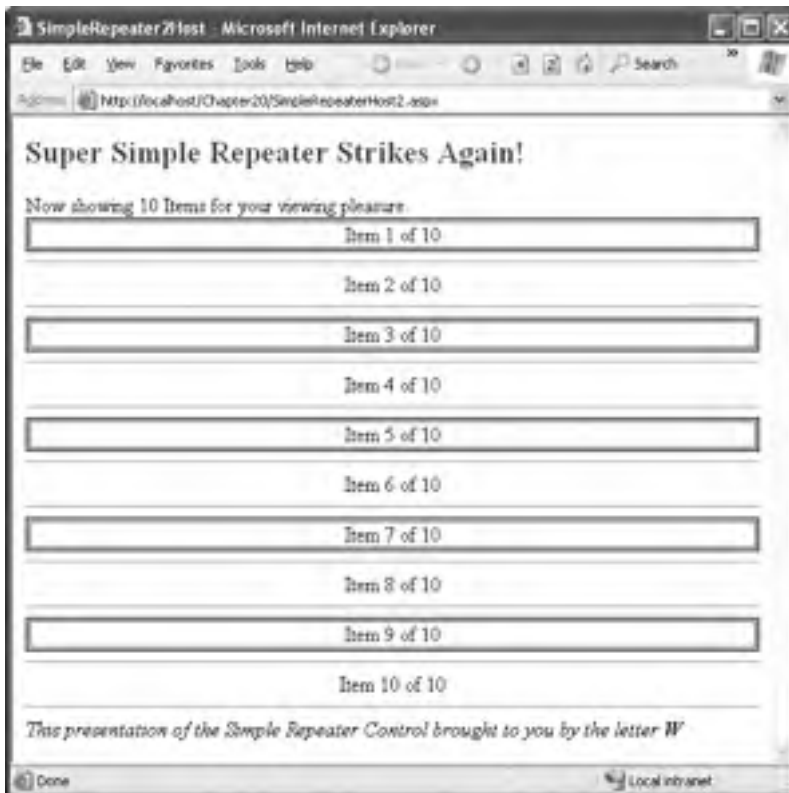 SimpleRepeater2Host - Microsoft Internet Explorer
File Edit View Favorites Tools Help Search »
Address http://localhost/Chapter20/SimpleRepeaterHost2.aspx
Super Simple Repeater Strikes Again!
Now showing 10 Items for your viewing pleasure.
Item 1 of 10
Item 2 of 10
Item 3 of 10
Item 4 of 10
Item 5 of 10
Item 6 of 10
Item 7 of 10
Item 8 of 10
Item 9 of 10
Item 10 of 10
This presentation of the Simple Repeater Control brought to you by the letter W
Done Local intranet